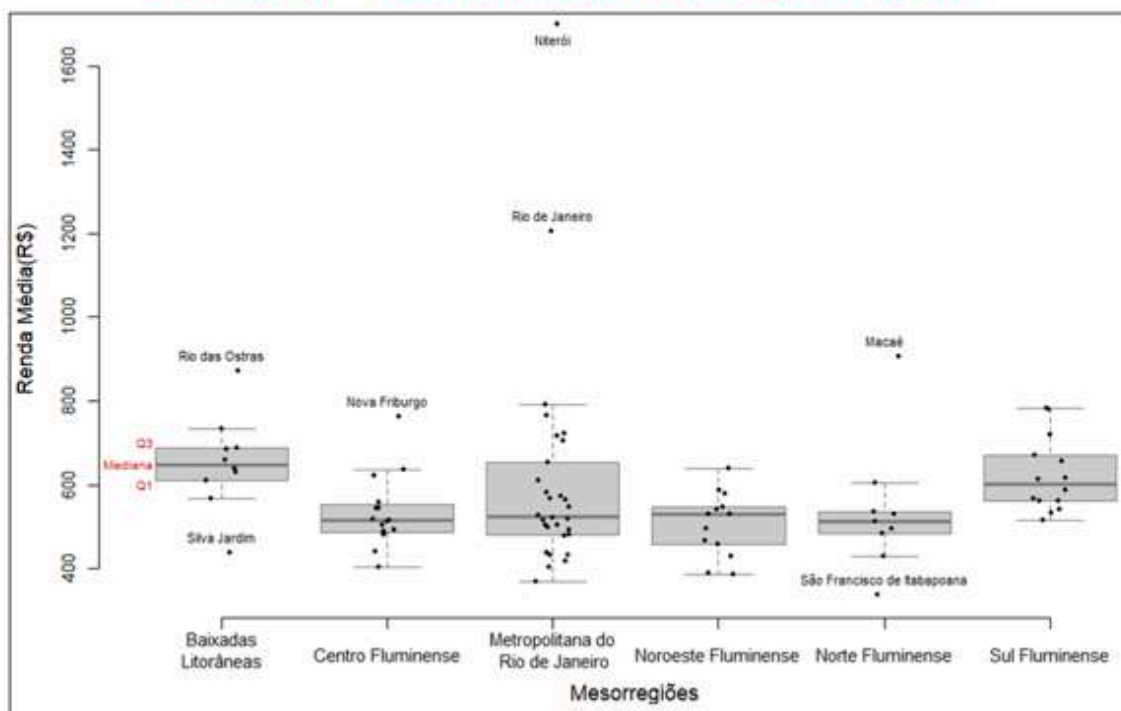 Niterói
Rio de Janeiro
Rio das Ostras
Macaé
Nova Friburgo
Q3
Mediana
Q1
Silva Jardim
São Francisco de Itabapoana
Renda Média(R$)
1600
1400
1200
1000
800
600
400
Baixadas
Litorâneas
Centro Fluminense
Metropolitana do
Rio de Janeiro
Noroeste Fluminense
Norte Fluminense
Sul Fluminense
Mesorregiões